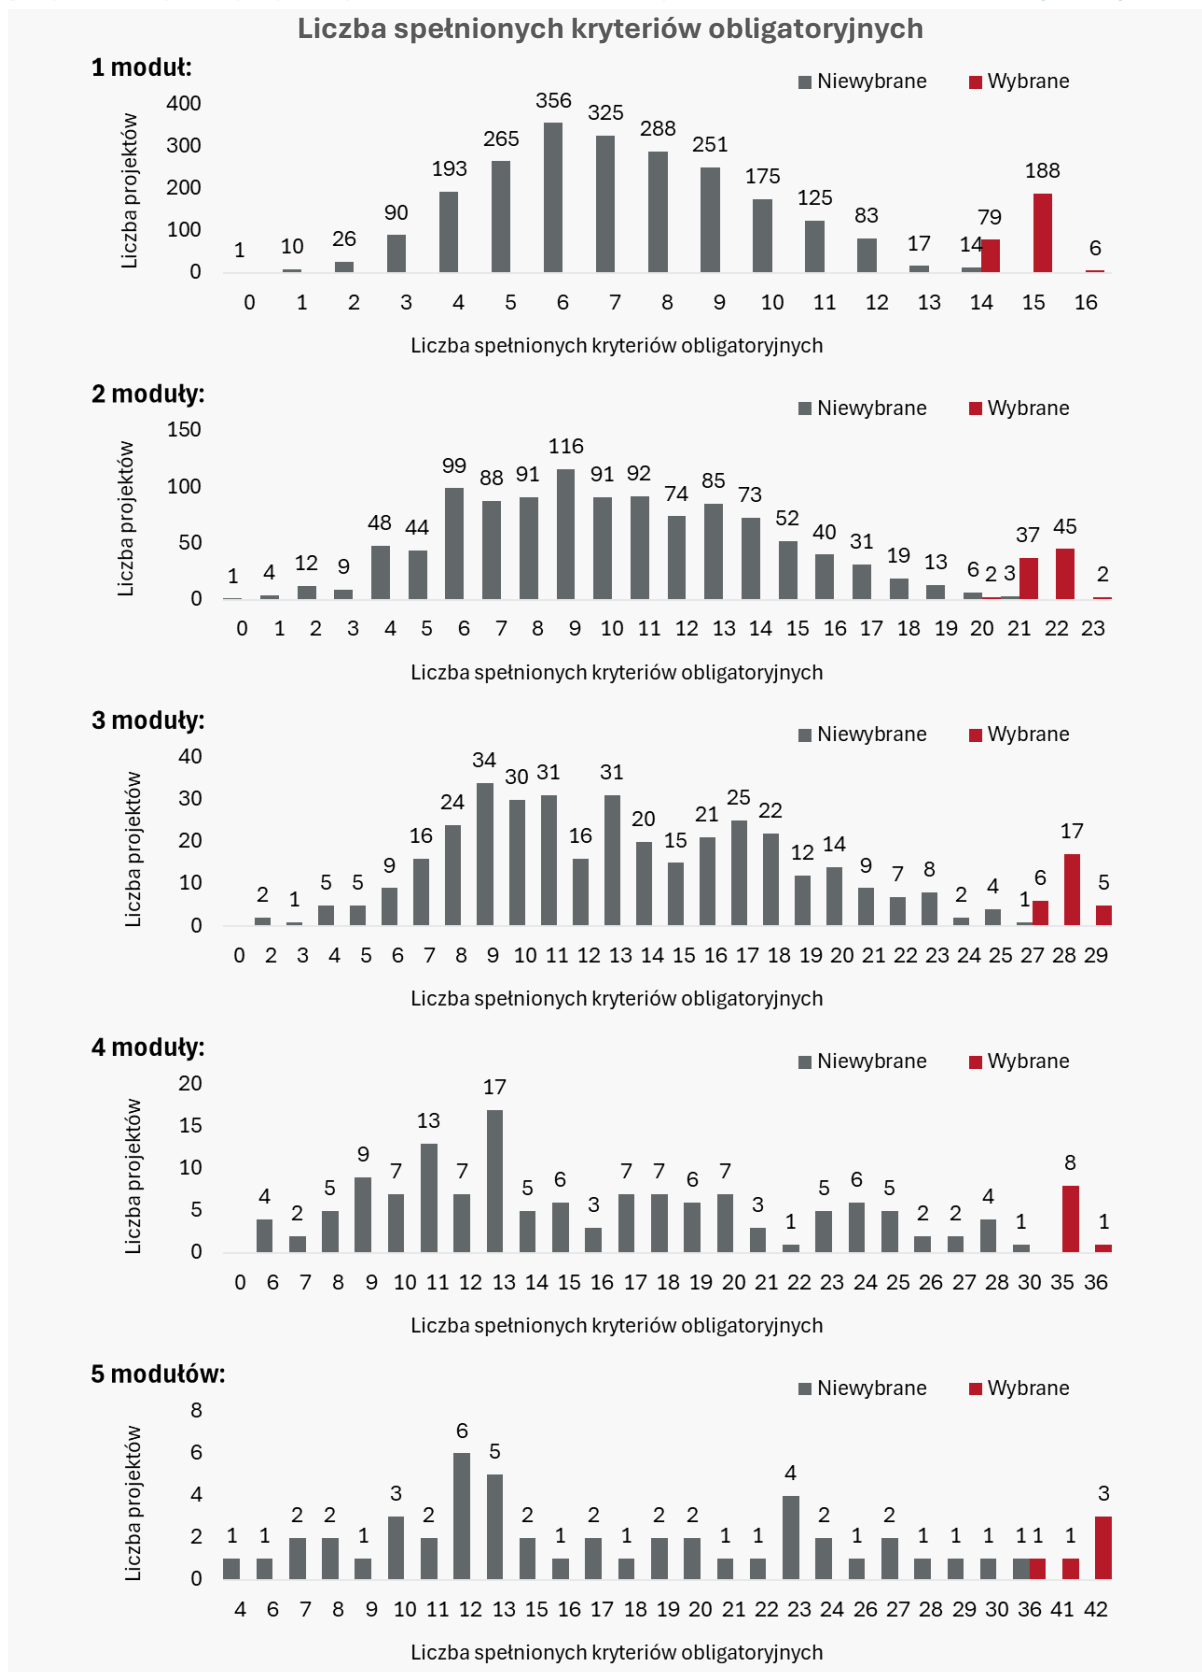 Liczba spełnionych kryteriów obligatoryjnych
1 moduł:
Niewybrane Wybrane
Liczba projektów
400
300
200
100
0
1 10 26 90 193 265 356 325 288 251 175 125 83 17 14 79 188 6
0 1 2 3 4 5 6 7 8 9 10 11 12 13 14 15 16
Liczba spełnionych kryteriów obligatoryjnych
2 moduły:
Niewybrane Wybrane
Liczba projektów
150
100
50
0
1 4 12 9 48 44 99 88 91 116 91 92 74 85 73 52 40 31 19 13 6 2 3 37 45 2
0 1 2 3 4 5 6 7 8 9 10 11 12 13 14 15 16 17 18 19 20 21 22 23
Liczba spełnionych kryteriów obligatoryjnych
3 moduły:
Niewybrane Wybrane
Liczba projektów
40
30
20
10
0
2 1 5 5 9 16 24 34 30 31 16 31 20 15 21 25 22 12 14 9 7 8 2 4 1 6 17 5
0 2 3 4 5 6 7 8 9 10 11 12 13 14 15 16 17 18 19 20 21 22 23 24 25 27 28 29
Liczba spełnionych kryteriów obligatoryjnych
4 moduły:
Niewybrane Wybrane
Liczba projektów
20
15
10
5
0
4 2 5 9 7 13 7 17 5 6 3 7 7 6 7 3 1 5 6 5 2 2 4 1 8 1
0 6 7 8 9 10 11 12 13 14 15 16 17 18 19 20 21 22 23 24 25 26 27 28 30 35 36
Liczba spełnionych kryteriów obligatoryjnych
5 modułów:
Niewybrane Wybrane
Liczba projektów
8
6
4
2
0
1 1 2 2 1 3 2 6 5 2 1 2 1 2 2 1 1 4 2 1 2 1 1 1 1 1 1 3
4 6 7 8 9 10 11 12 13 15 16 17 18 19 20 21 22 23 24 26 27 28 29 30 36 41 42
Liczba spełnionych kryteriów obligatoryjnych